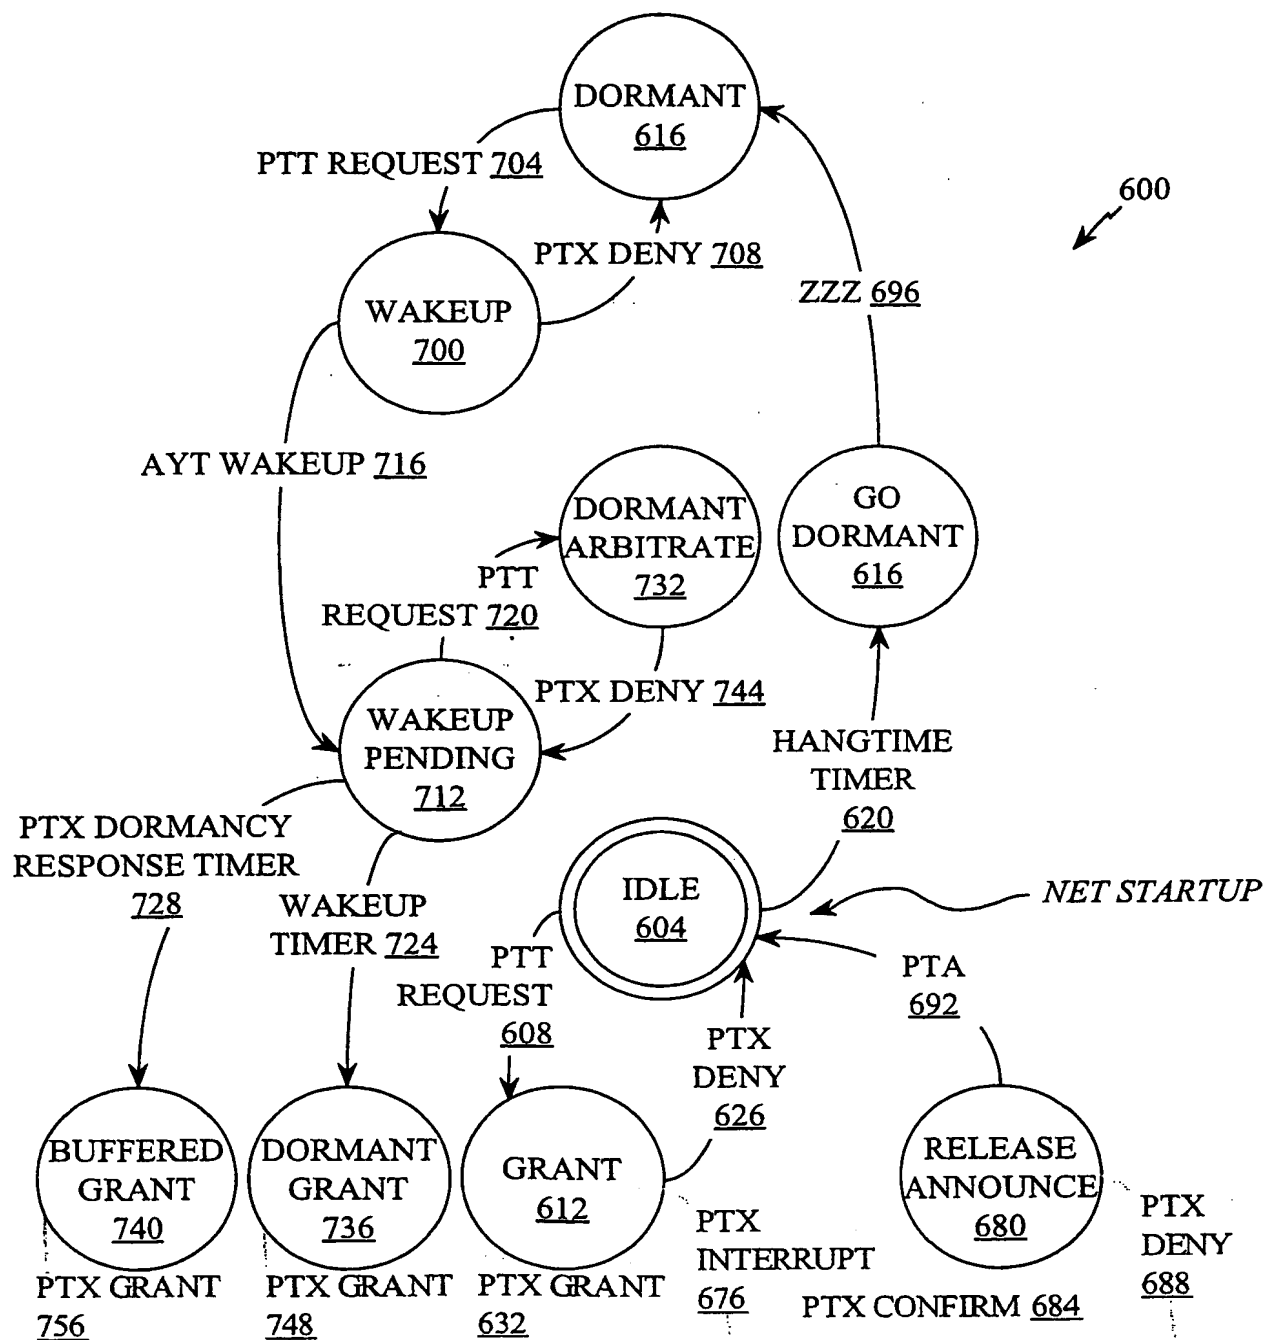 DORMANT
616
PTT REQUEST 704
600
PTX DENY 708
ZZZ 696
WAKEUP
700
AYT WAKEUP 716
DORMANT
ARBITRATE
732
GO
DORMANT
616
PTT
REQUEST 720
PTX DENY 744
WAKEUP
PENDING
712
HANGTIME
TIMER
620
PTX DORMANCY
RESPONSE TIMER
728
WAKEUP
TIMER 724
IDLE
604
NET STARTUP
PTT
REQUEST
608
PTA
692
PTX
DENY
626
BUFFERED
GRANT
740
DORMANT
GRANT
736
GRANT
612
RELEASE
ANNOUNCE
680
PTX
INTERRUPT
676
PTX
DENY
688
PTX GRANT
756
PTX GRANT
748
PTX GRANT
632
PTX CONFIRM 684